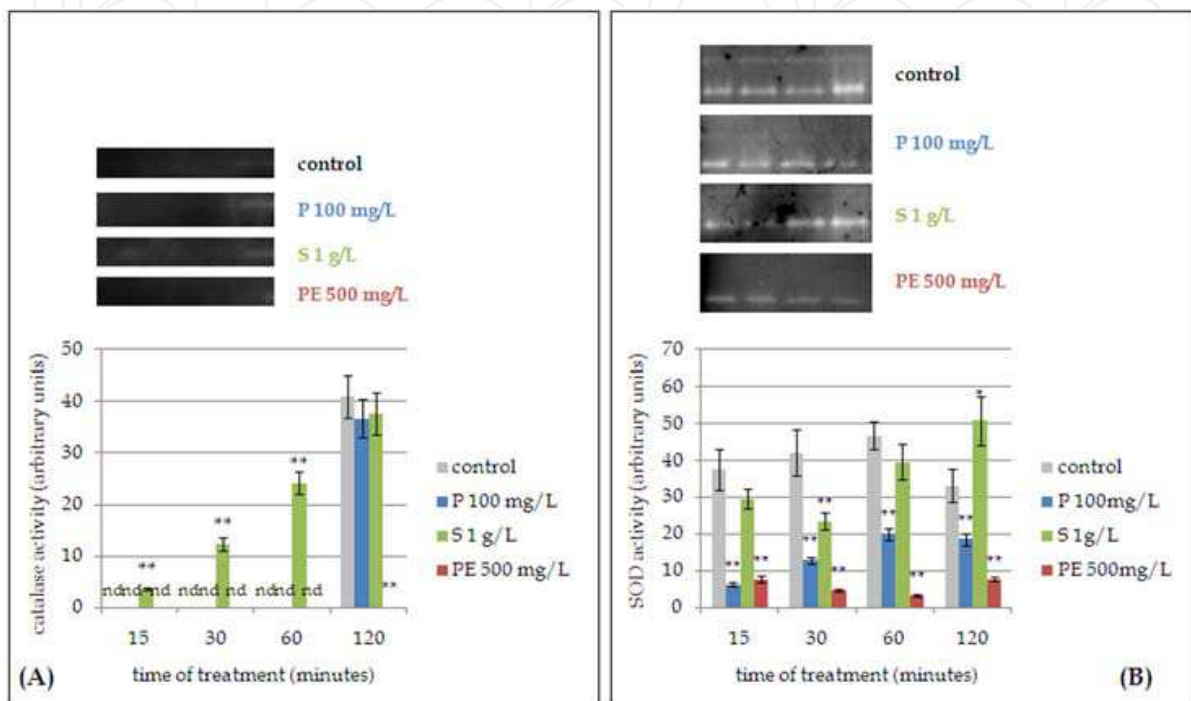 control
P 100 mg/L
S 1 g/L
PE 500 mg/L
catalase activity (arbitrary units)
50
40
30
20
10
0
**
**
**
**
nd nd nd
nd nd nd
nd nd nd
15 30 60 120
time of treatment (minutes)
control
P 100 mg/L
S 1 g/L
PE 500 mg/L
(A)
control
P 100 mg/L
S 1 g/L
PE 500 mg/L
SOD activity (arbitrary units)
70
60
50
40
30
20
10
0
** **
** ** **
** **
** * **
15 30 60 120
time of treatment (minutes)
control
P 100mg/L
S 1g/L
PE 500mg/L
(B)